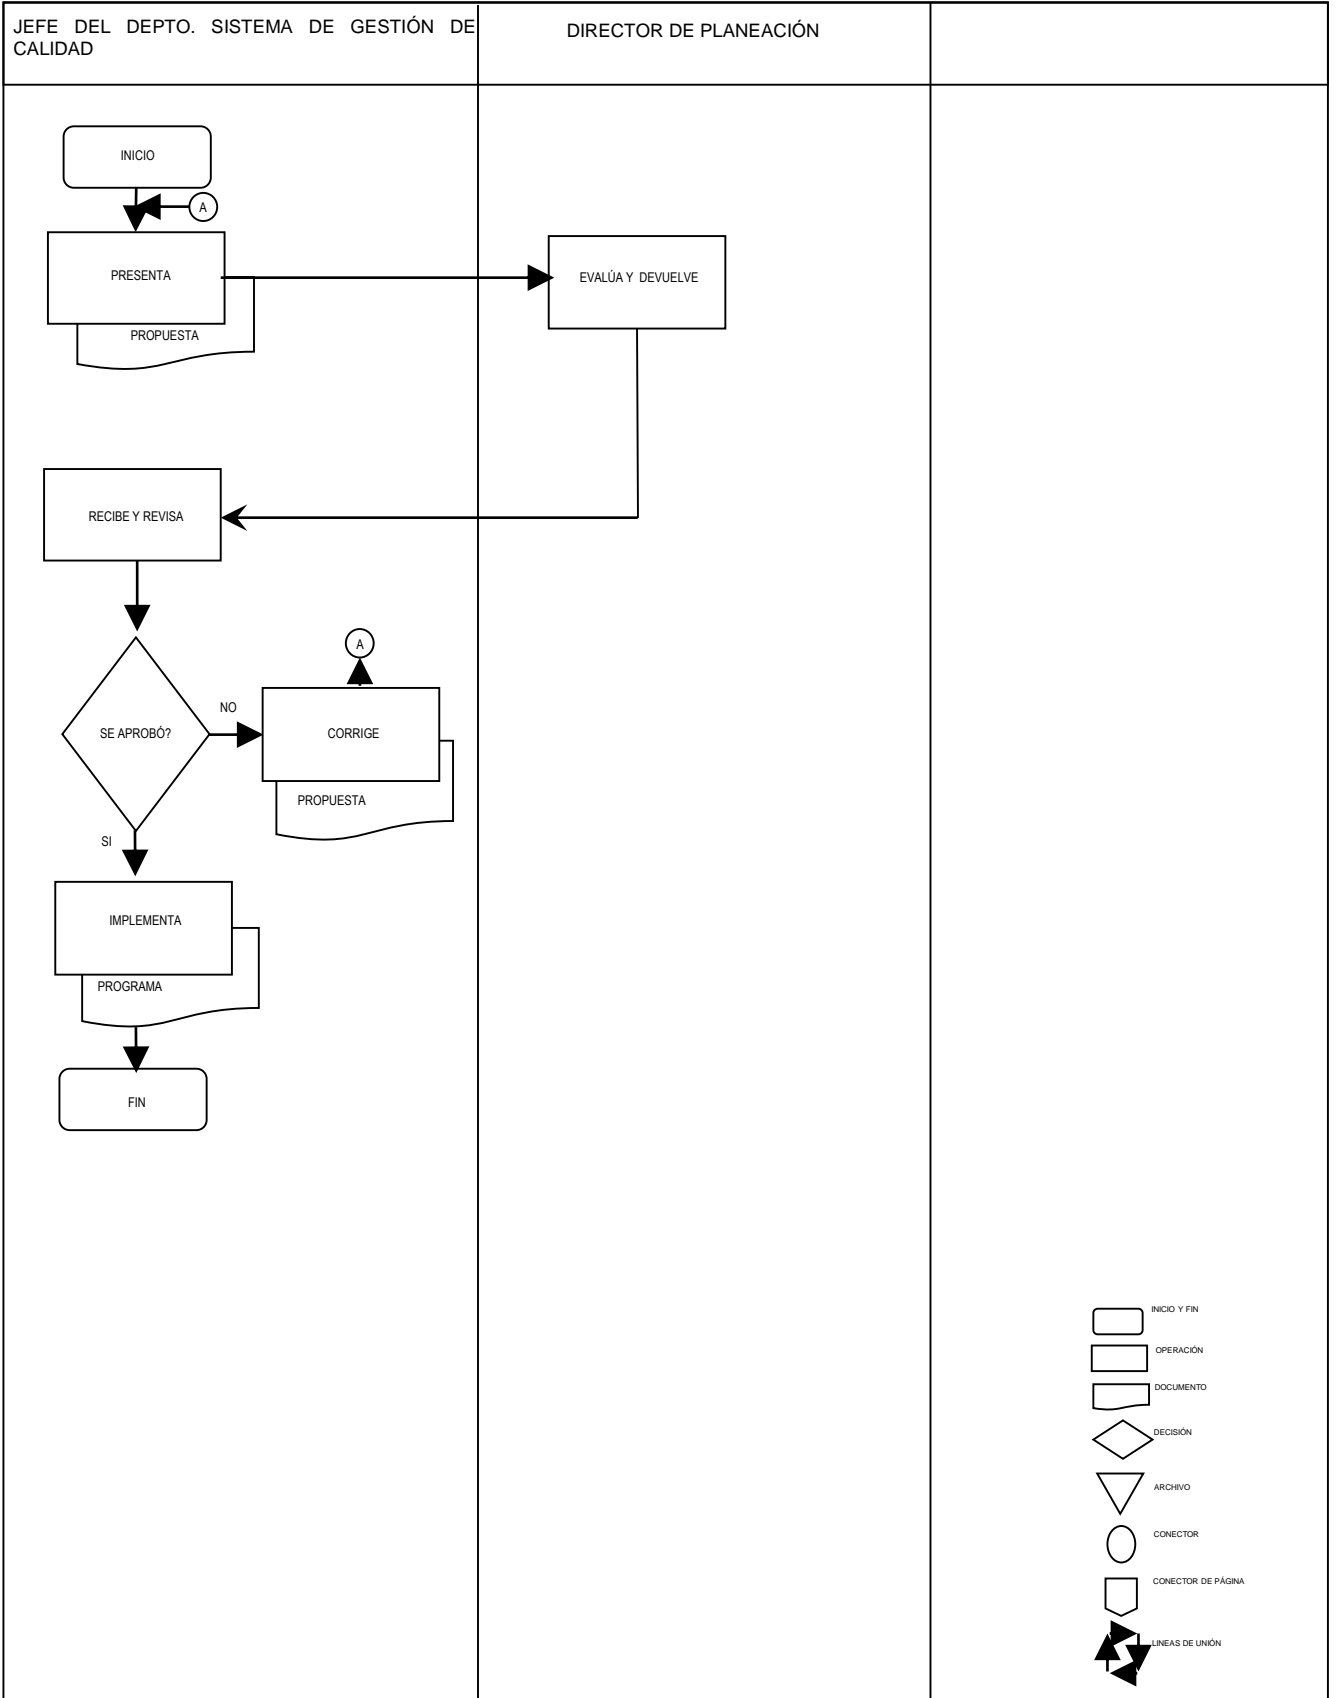 JEFE DEL DEPTO. SISTEMA DE GESTIÓN DE
CALIDAD
DIRECTOR DE PLANEACIÓN
INICIO
A
PRESENTA
EVALÚA Y DEVUELVE
PROPUESTA
RECIBE Y REVISA
A
NO
SE APROBÓ?
CORRIGE
PROPUESTA
SI
IMPLEMENTA
PROGRAMA
FIN
INICIO Y FIN
OPERACIÓN
DOCUMENTO
DECISIÓN
ARCHIVO
CONECTOR
CONECTOR DE PÁGINA
LINEAS DE UNIÓN